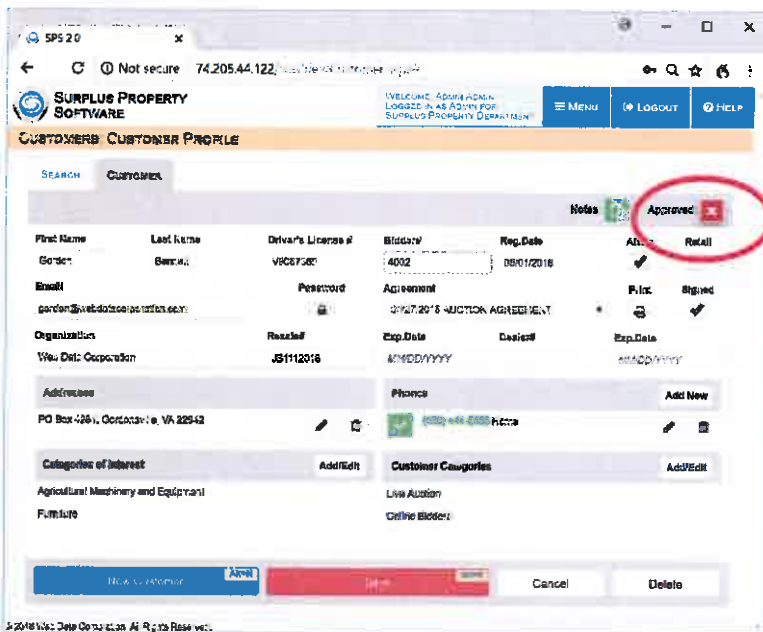 SPS 2.0
Not secure 74.205.44.122
SURPLUS PROPERTY
SOFTWARE
WELCOME, ADMIN ADMIN
LOGGED IN AS ADMIN FOR
SURPLUS PROPERTY DEPARTMENT
MENU
LOGOUT
HELP
CUSTOMERS: CUSTOMER PROFILE
SEARCH CUSTOMER
Notes Approved
First Name Last Name Driver's License # Bidder# Reg.Date Retail
Gordon 4002 08/01/2018
Email Password Agreement Print Signed
AUCTION AGREEMENT
Organization Resale# Exp.Date Dealer# Exp.Date
Web Data Corporation JS1112018 MM/DD/YYYY MM/DD/YYYY
Addresses Phones Add New
PO Box VA 22942 Home
Categories of Interest Add/Edit Customer Categories Add/Edit
Agricultural Machinery and Equipment Live Auction
Furniture Online Bidders
New Customer Cancel Delete
© 2018 Web Data Corporation. All Rights Reserved.